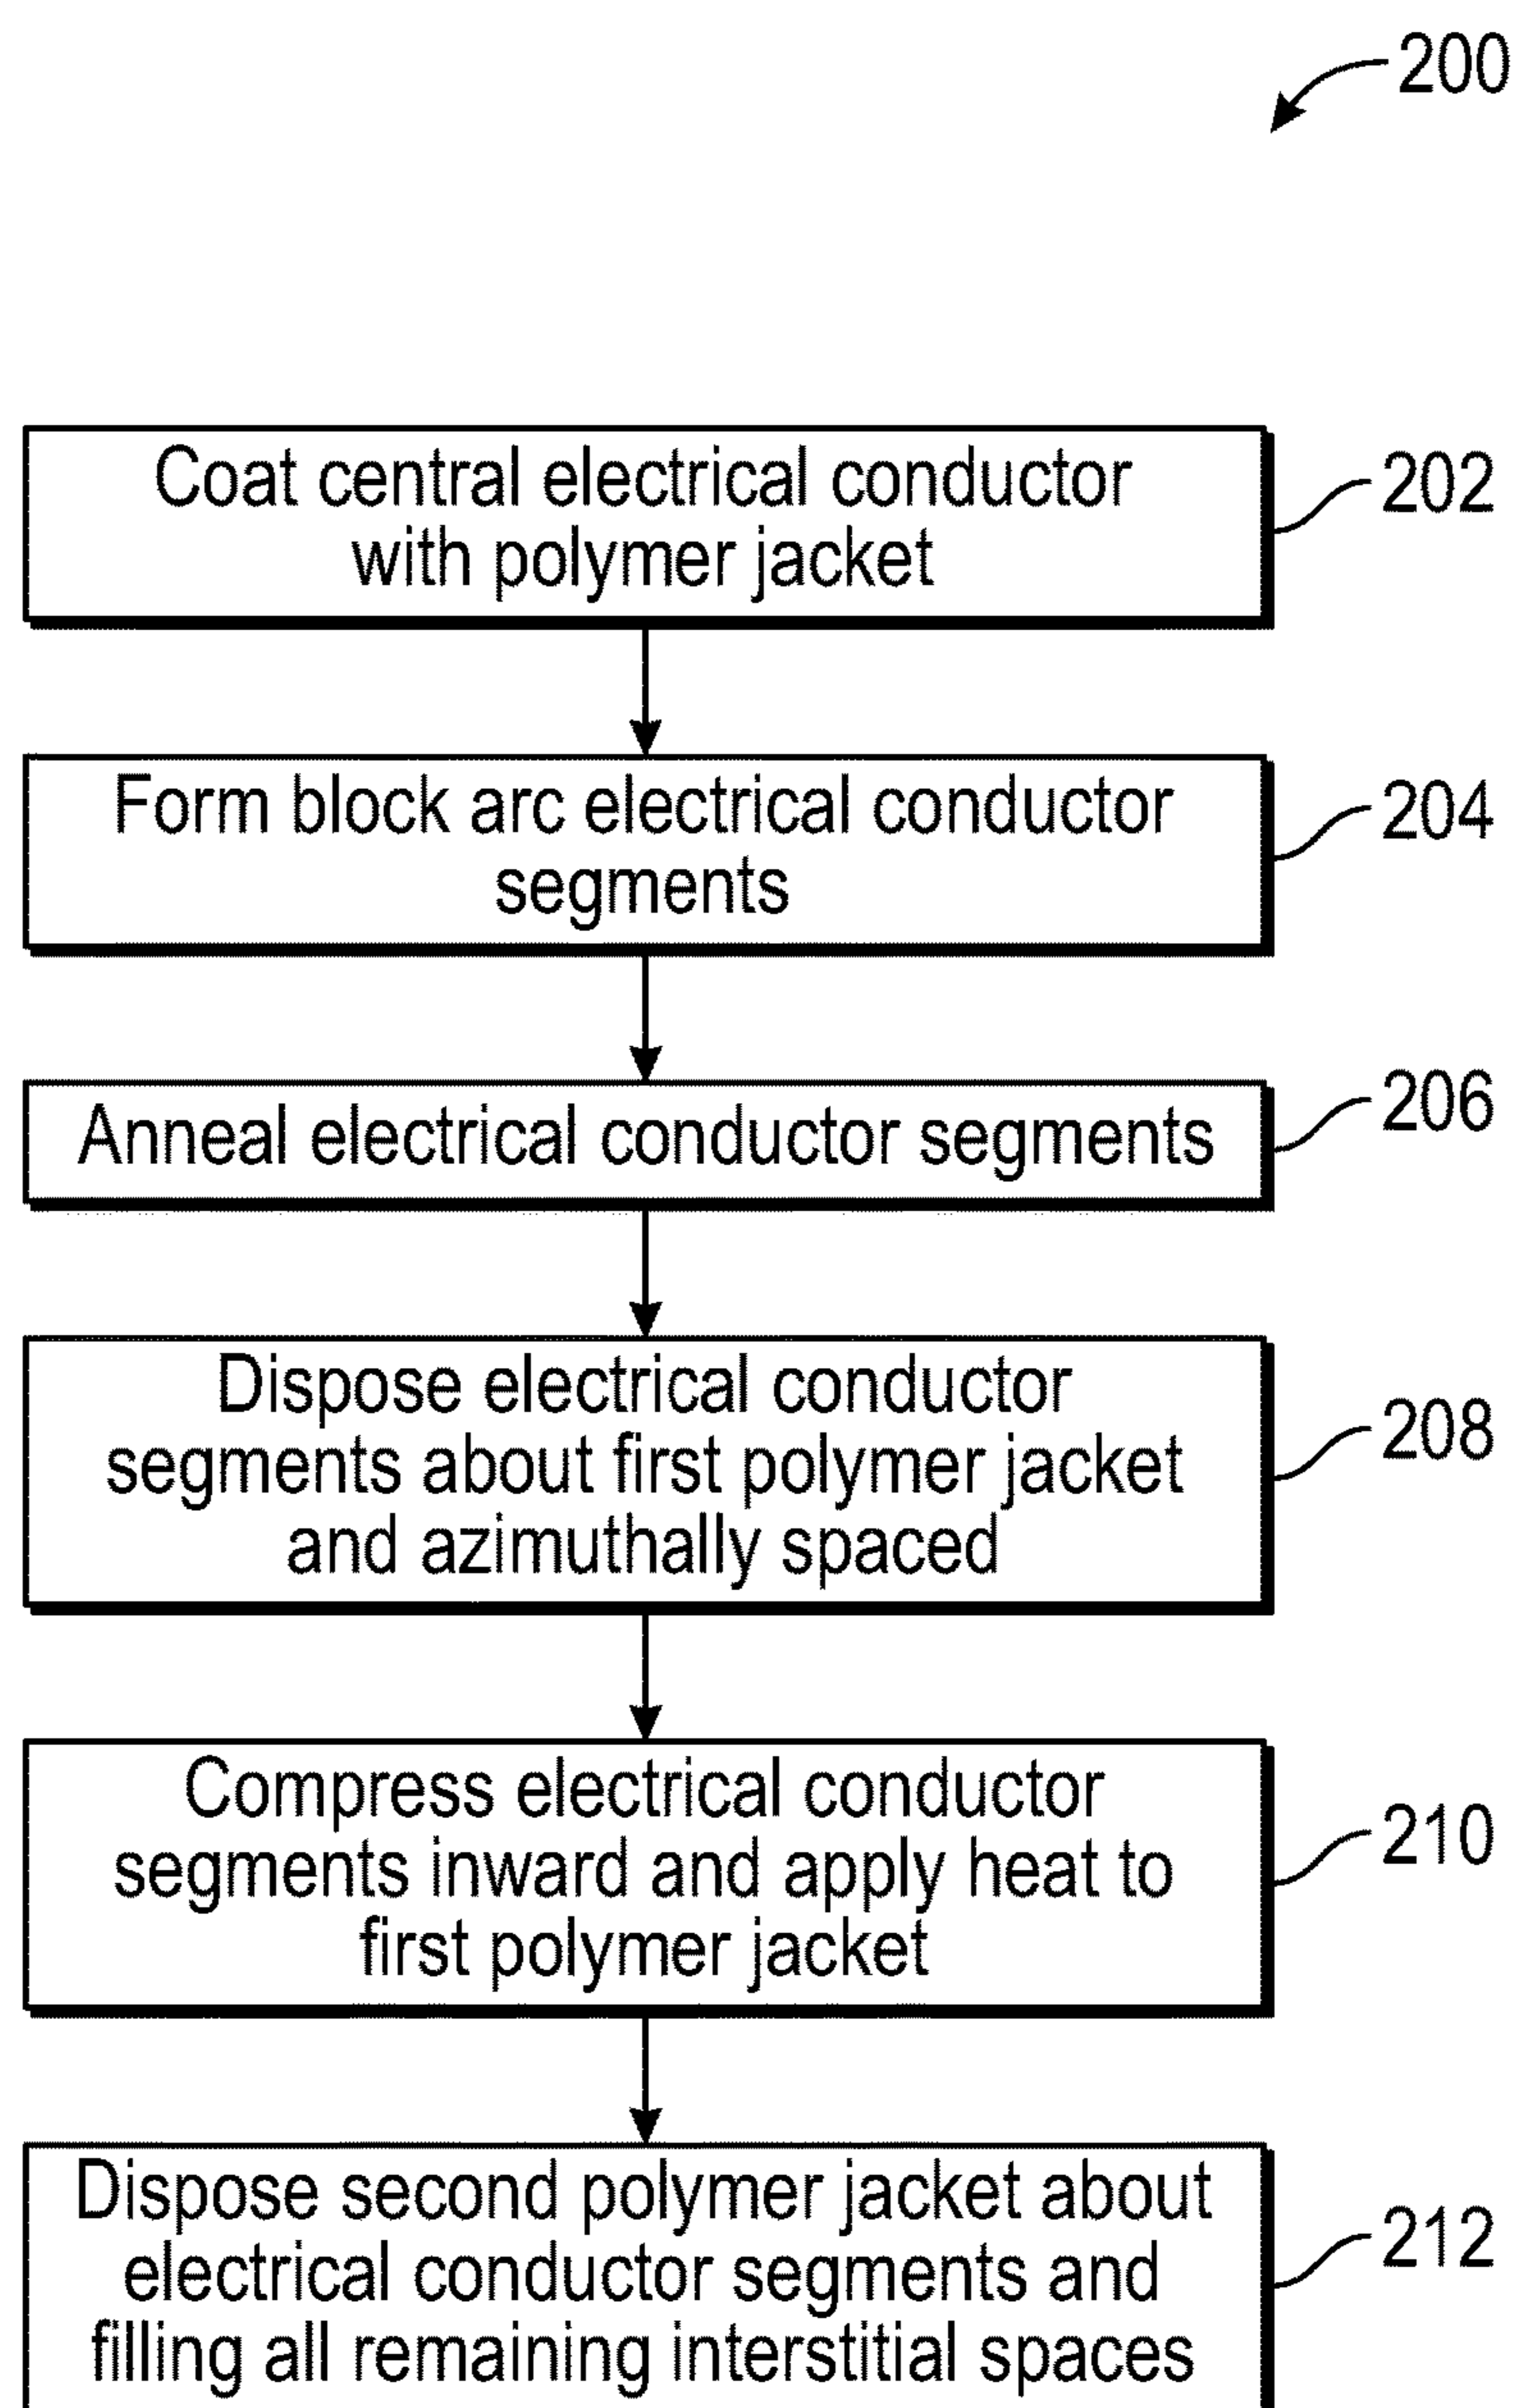 200
Coat central electrical conductor
with polymer jacket
202
Form block arc electrical conductor
segments
204
Anneal electrical conductor segments
206
Dispose electrical conductor
segments about first polymer jacket
and azimuthally spaced
208
Compress electrical conductor
segments inward and apply heat to
first polymer jacket
210
Dispose second polymer jacket about
electrical conductor segments and
filling all remaining interstitial spaces
212